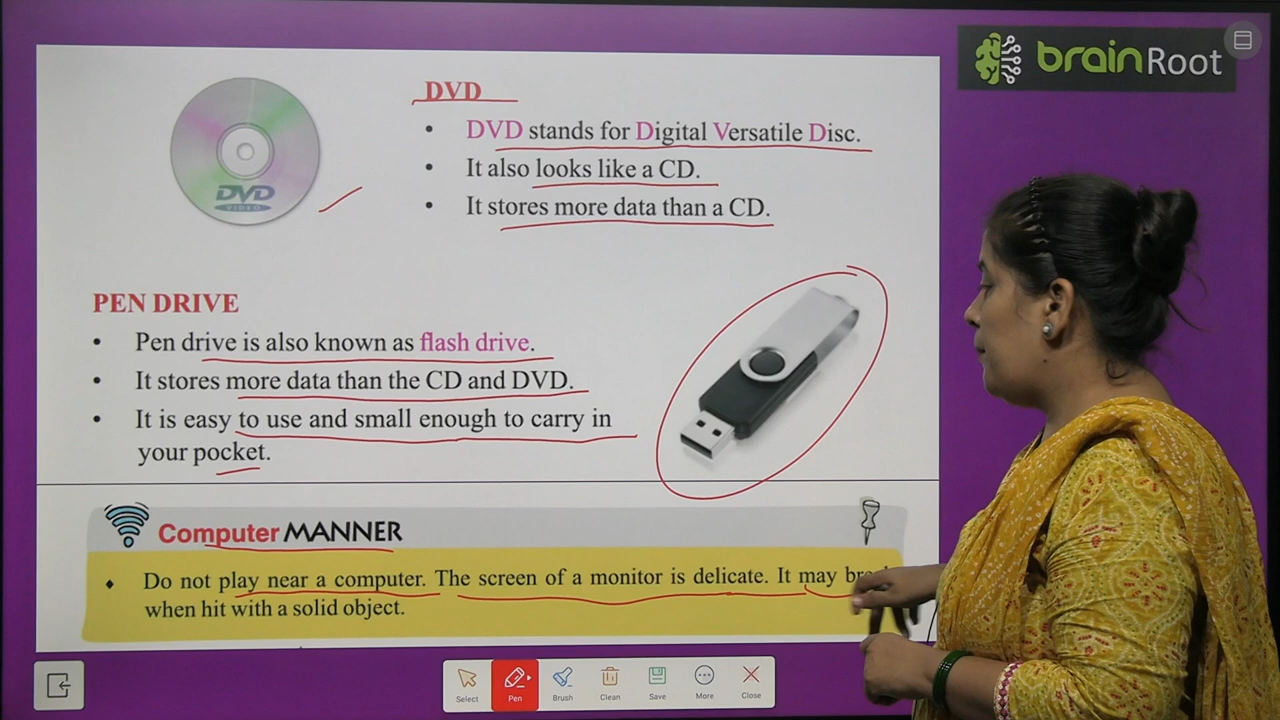 brainRoot
DVD
• DVD stands for Digital Versatile Disc.
• It also looks like a CD.
• It stores more data than a CD.
DVD
VIDEO
PEN DRIVE
• Pen drive is also known as flash drive.
• It stores more data than the CD and DVD.
• It is easy to use and small enough to carry in
your pocket.
Computer MANNER
♦ Do not play near a computer. The screen of a monitor is delicate. It may
when hit with a solid object.
Select Pen Brush Clean Save More Close